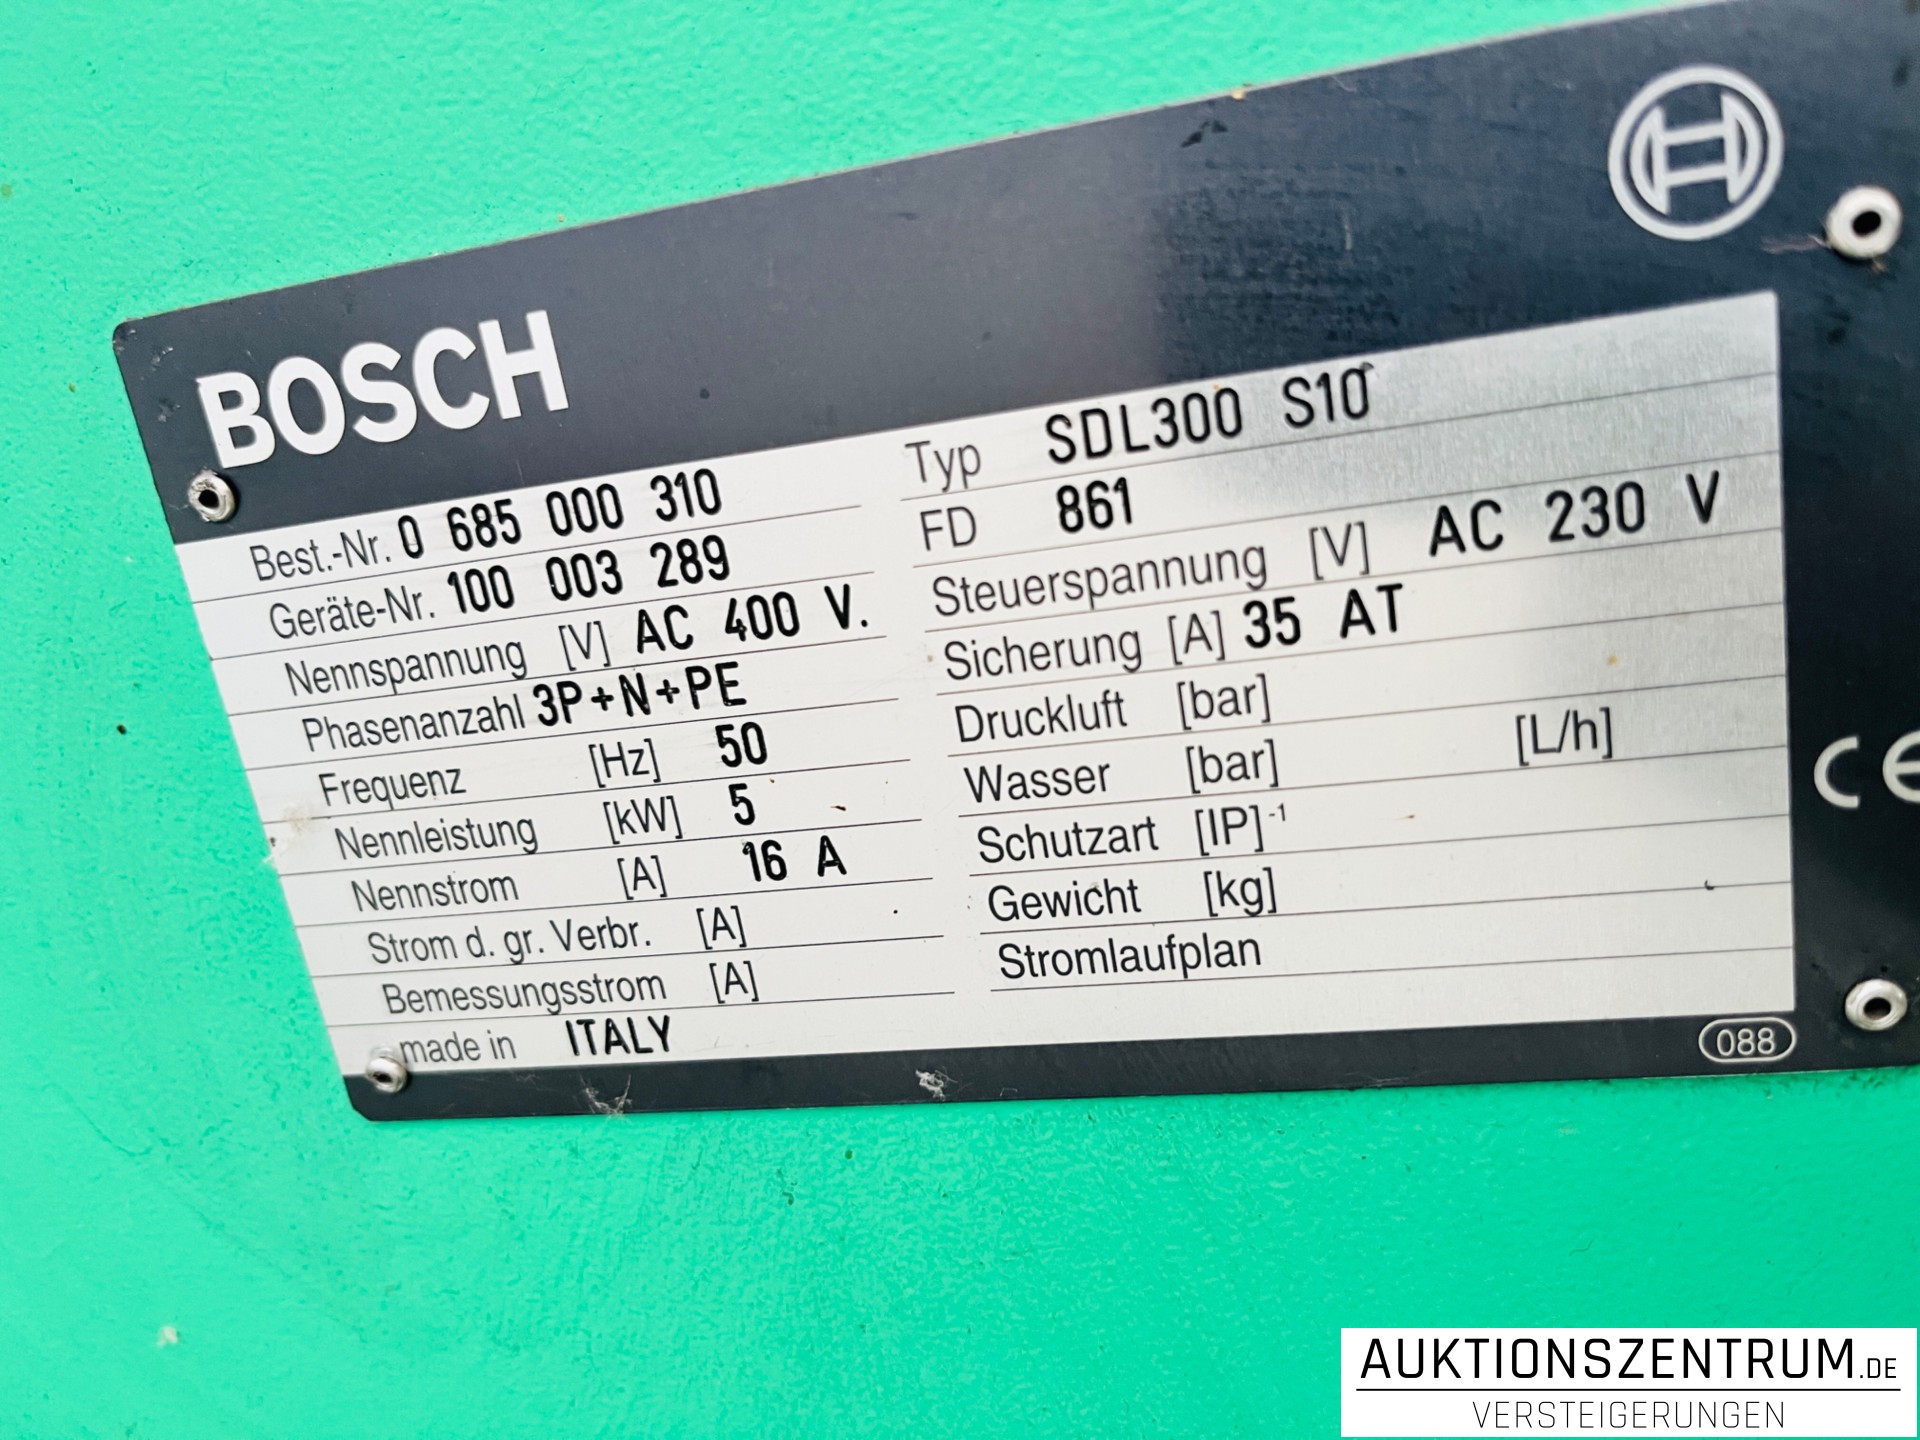 BOSCH
Best.-Nr. 0 685 000 310
Geräte-Nr. 100 003 289
Nennspannung [V] AC 400 V.
Phasenanzahl 3P+N+PE
Frequenz [Hz] 50
Nennleistung [kW] 5
Nennstrom [A] 16 A
Strom d. gr. Verbr. [A]
Bemessungsstrom [A]
made in ITALY
Typ SDL300 S10
FD 861
Steuerspannung [V] AC 230 V
Sicherung [A] 35 AT
Druckluft [bar]
Wasser [bar] [L/h]
Schutzart [IP]-1
Gewicht [kg]
Stromlaufplan
CE
088
AUKTIONSZENTRUM.DE
VERSTEIGERUNGEN